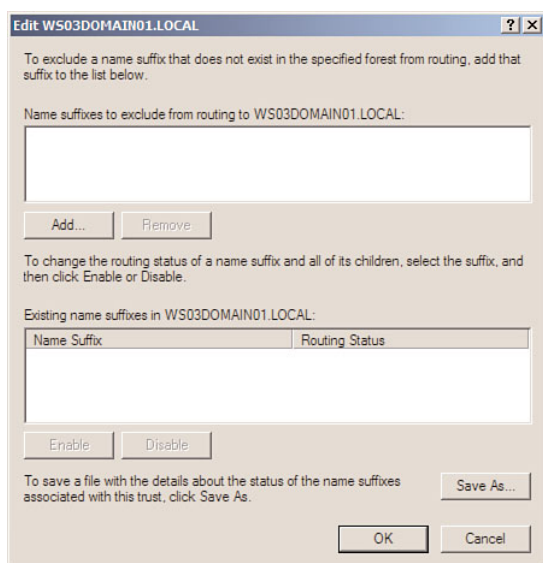 Edit WS03DOMAIN01.LOCAL
To exclude a name suffix that does not exist in the specified forest from routing, add that
suffix to the list below.
Name suffixes to exclude from routing to WS03DOMAIN01.LOCAL:
Add...
Remove
To change the routing status of a name suffix and all of its children, select the suffix, and
then click Enable or Disable.
Existing name suffixes in WS03DOMAIN01.LOCAL:
Name Suffix
Routing Status
Enable
Disable
To save a file with the details about the status of the name suffixes
associated with this trust, click Save As.
Save As...
OK
Cancel